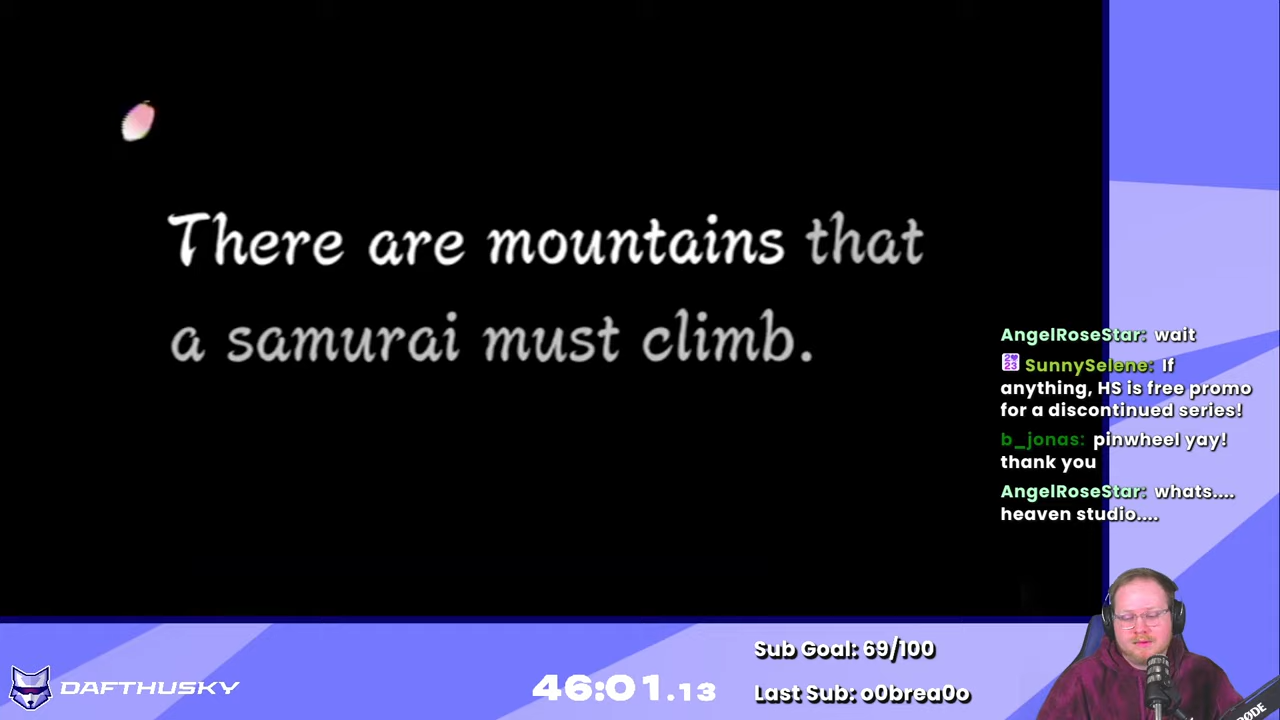 There are mountains that
a samurai must climb.
AngelRoseStar: wait
SunnySelene: If
anything, HS is free promo
for a discontinued series!
b_jonas: pinwheel yay!
thank you
AngelRoseStar: whats....
heaven studio....
DAFTHUSKY
46:01.13
Sub Goal: 69/100
Last Sub: o0brea0o